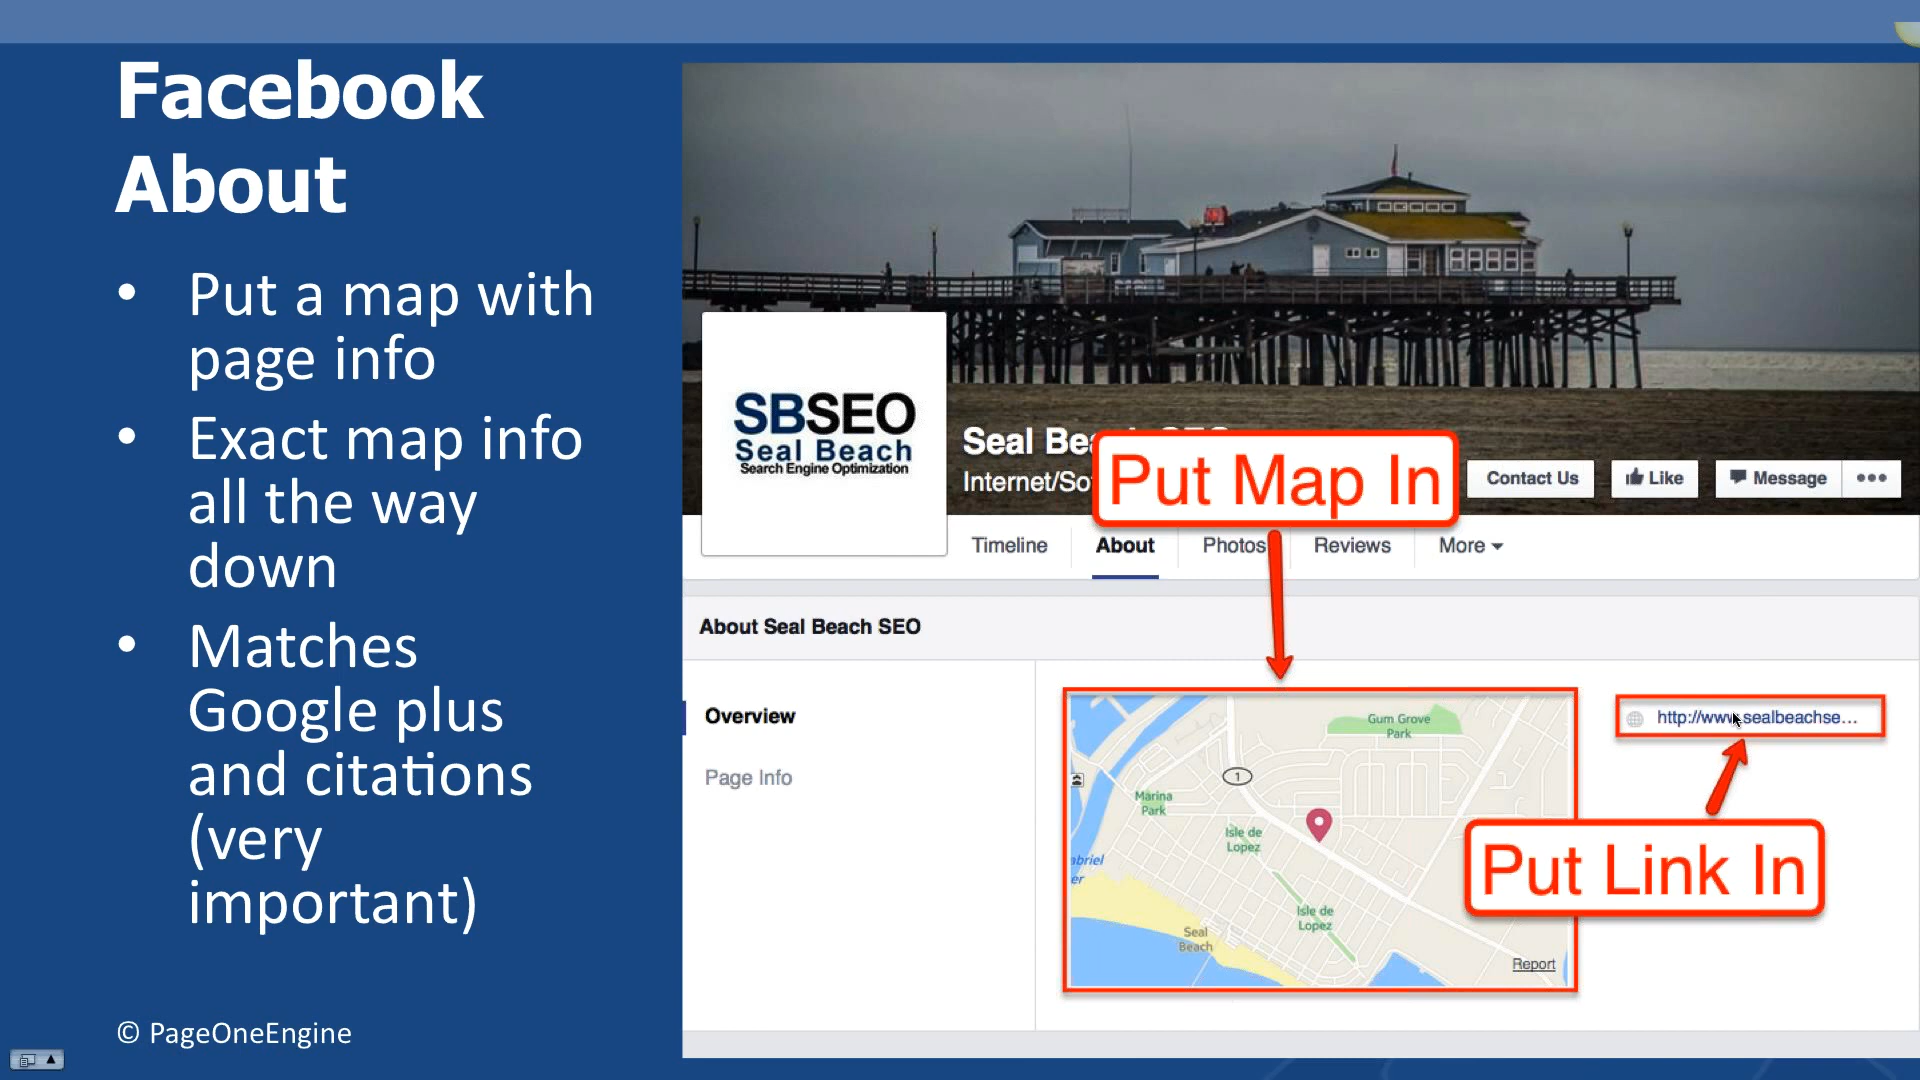 Facebook
About
• Put a map with
page info
• Exact map info
all the way
down
• Matches
Google plus
and citations
(very
important)
© PageOneEngine
SBSEO
Seal Beach
Search Engine Optimization
Seal
Internet/
Put Map In
Contact Us
Like
Message
Timeline
About
Photos
Reviews
More
About Seal Beach SEO
Overview
Page Info
Gum Grove
Park
1
Marina
Park
Isle de
Lopez
Isle de
Lopez
Seal
Beach
Report
http://www.sealbeachse...
Put Link In